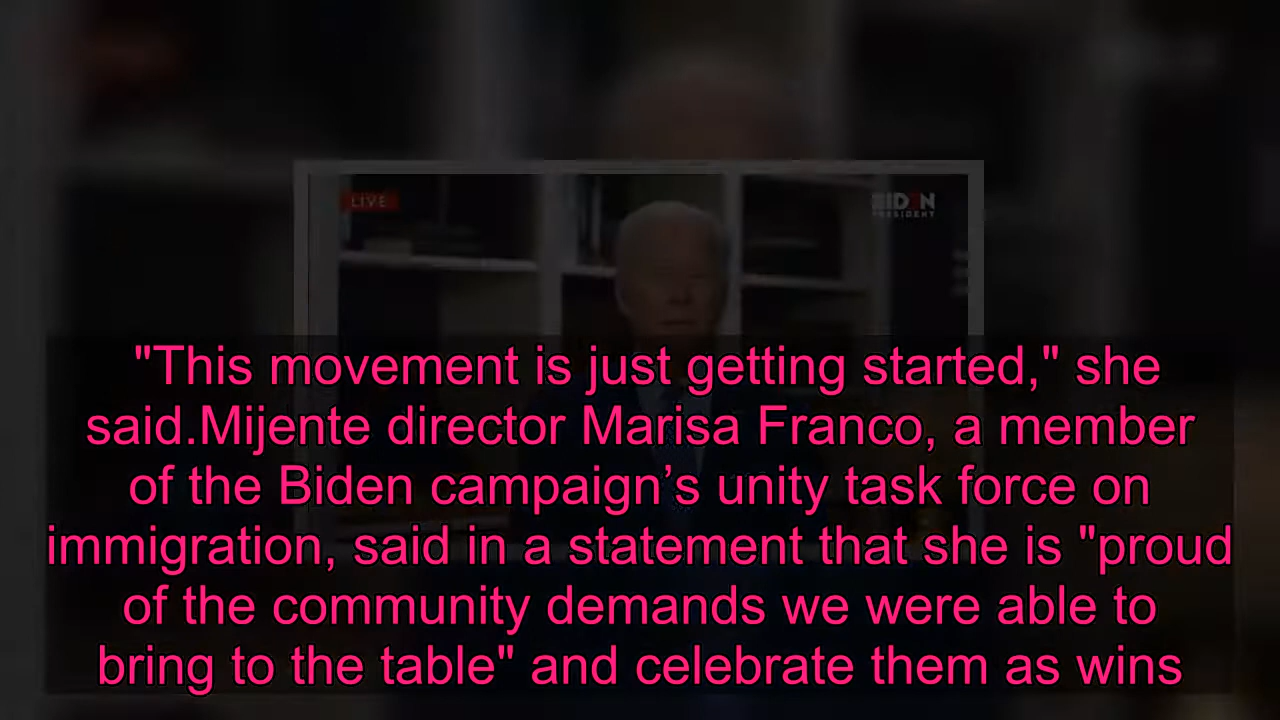 LIVE
BIDEN
PRESIDENT
"This movement is just getting started," she
said.Mijente director Marisa Franco, a member
of the Biden campaign’s unity task force on
immigration, said in a statement that she is "proud
of the community demands we were able to
bring to the table" and celebrate them as wins